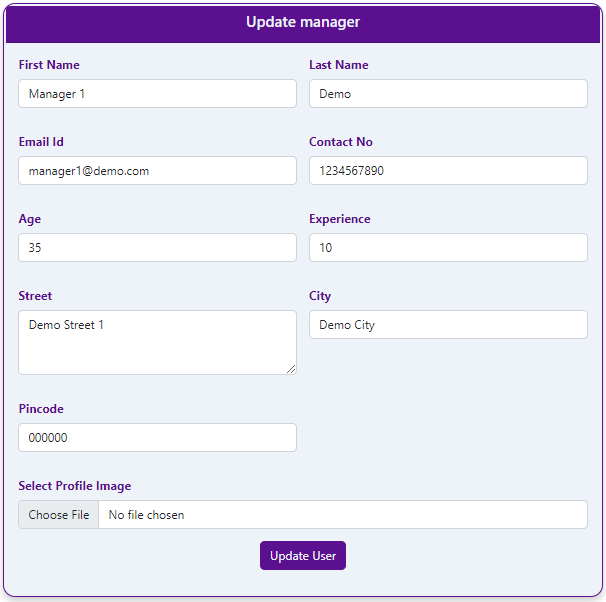 Update manager
First Name
Last Name
Manager 1
Demo
Email Id
Contact No
manager1@demo.com
1234567890
Age
Experience
35
10
Street
City
Demo Street 1
Demo City
Pincode
000000
Select Profile Image
Choose File
No file chosen
Update User